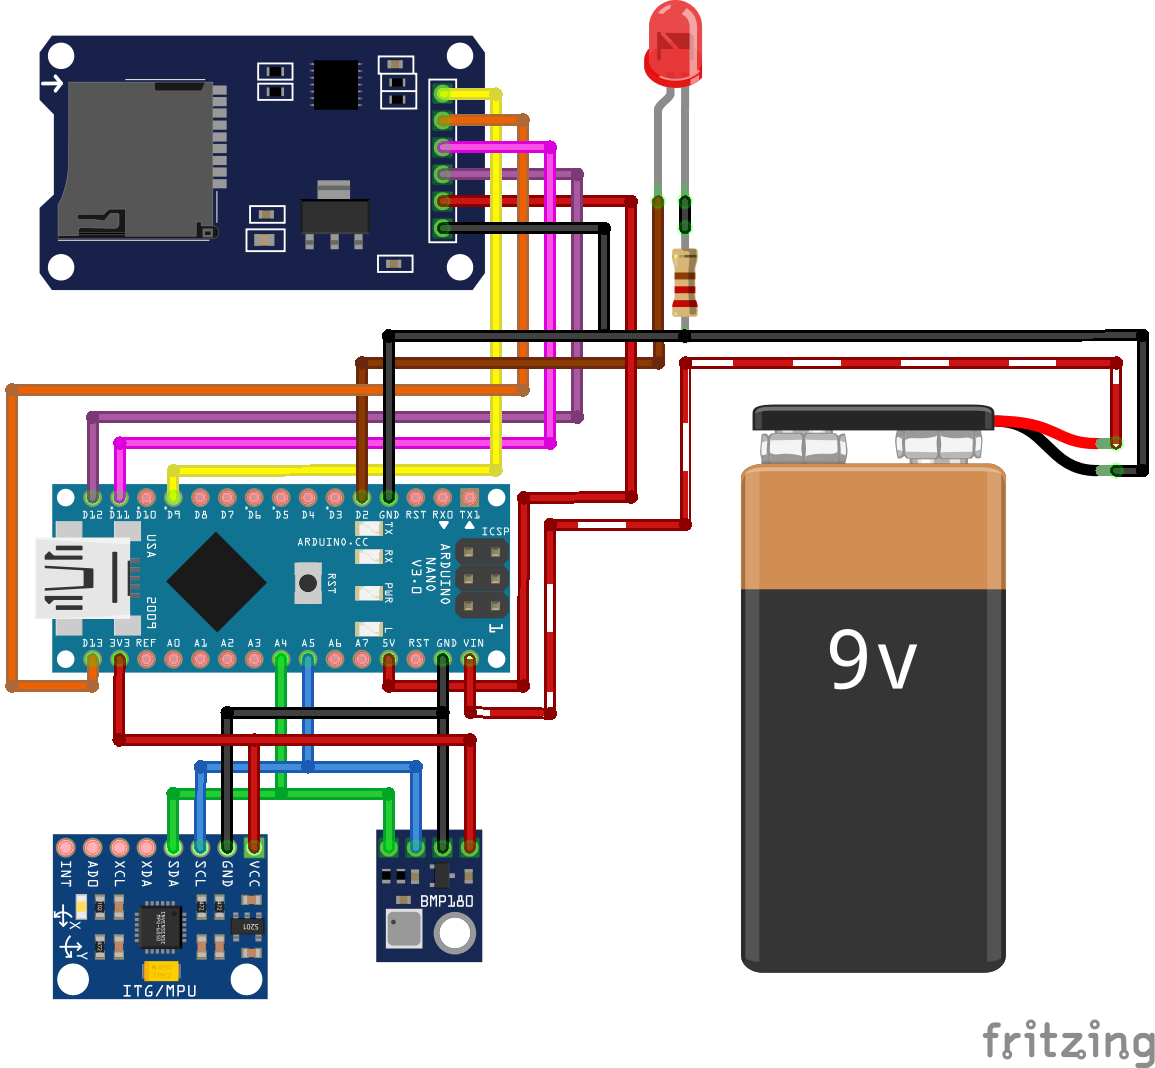 D12 D11 D10 D9 D8 D7 D6 D5 D4 D3 D2 GND RST RX0 TX1
USA
2009
ARDUINO.CC
RST
TX
RX
PWR
L
ARDUINO
NANO
V3.0
ICSP
1
D13 3V3 REF A0 A1 A2 A3 A4 A5 A6 A7 5V RST GND VIN
9v
INT AD0 XCL XDA SDA SCL GND VCC
X
Y
ITG/MPU
BMP180
fritzing